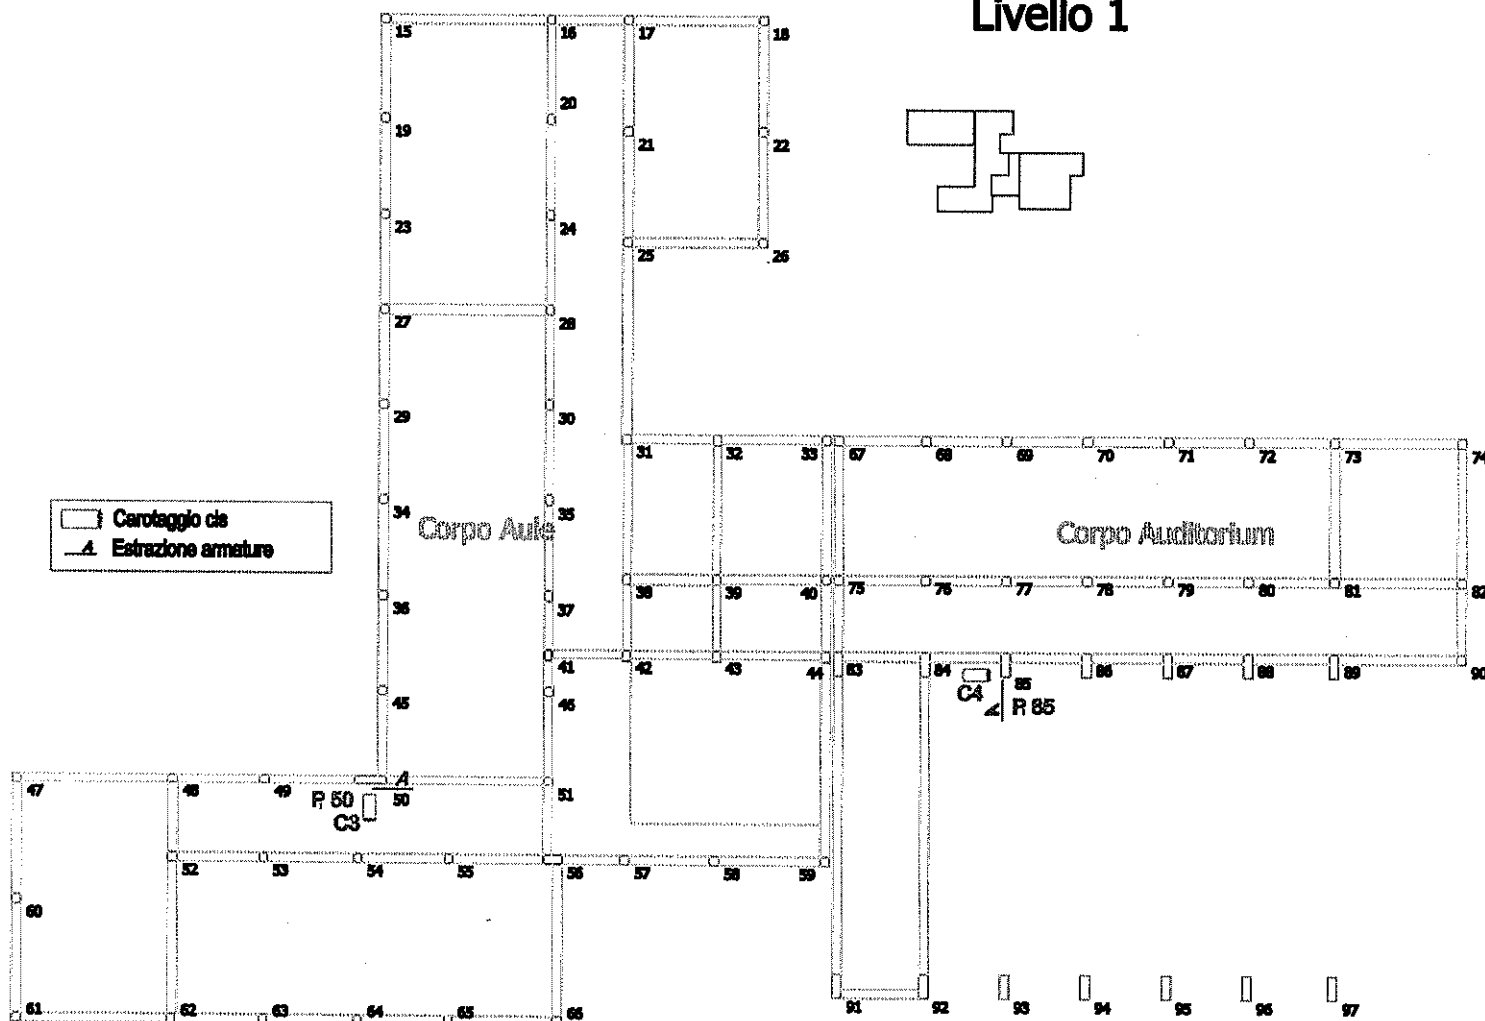 Livello 1
15 16 17 18
20
19 21 22
23 24
25 26
27 28
29 30
31 32 33 67 68 69 70 71 72 73 74
Carotaggio cls
A Estrazione armature
34 Corpo Aule 35
Corpo Auditorium
36 37 38 39 40 75 76 77 78 79 80 81 82
41 42 43 44 83 84 85 86 87 88 89 90
C4
A P. 85
45 46
47 48 49 A 50 51
P. 50
C3
52 53 54 55 56 57 58 59
60
61 62 63 64 65 66 91 92 93 94 95 96 97